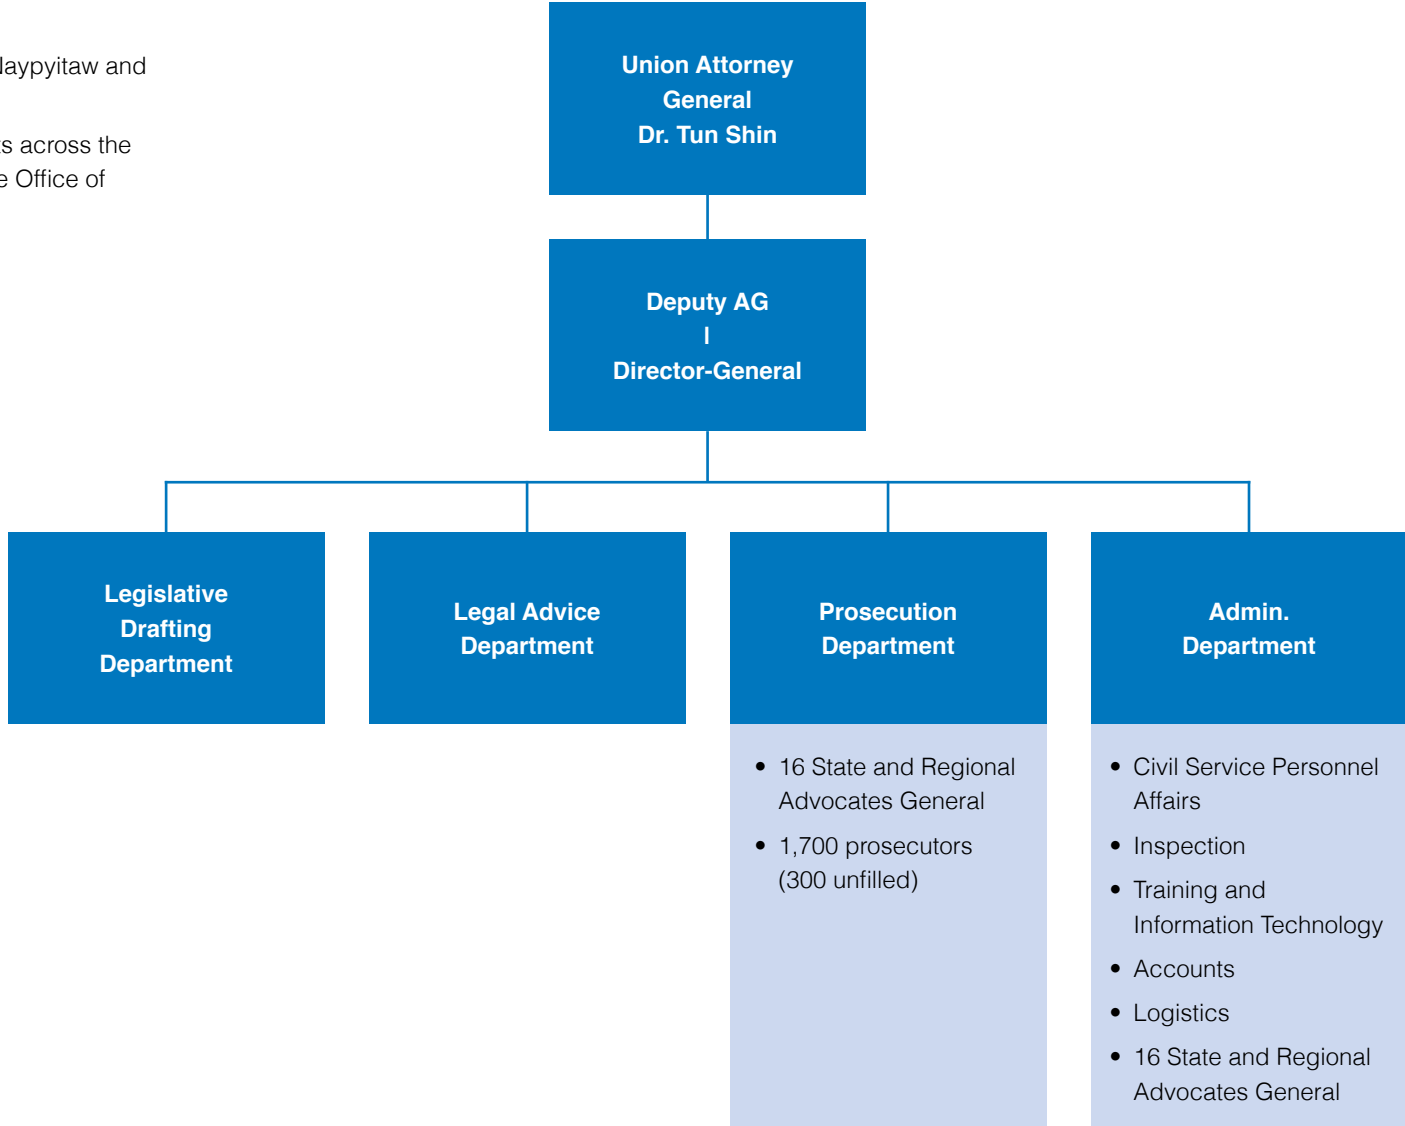 Naypyitaw and
ts across the
e Office of
Union Attorney
General
Dr. Tun Shin
Deputy AG
|
Director-General
Legislative
Drafting
Department
Legal Advice
Department
Prosecution
Department
Admin.
Department
• 16 State and Regional
Advocates General
• 1,700 prosecutors
(300 unfilled)
• Civil Service Personnel
Affairs
• Inspection
• Training and
Information Technology
• Accounts
• Logistics
• 16 State and Regional
Advocates General